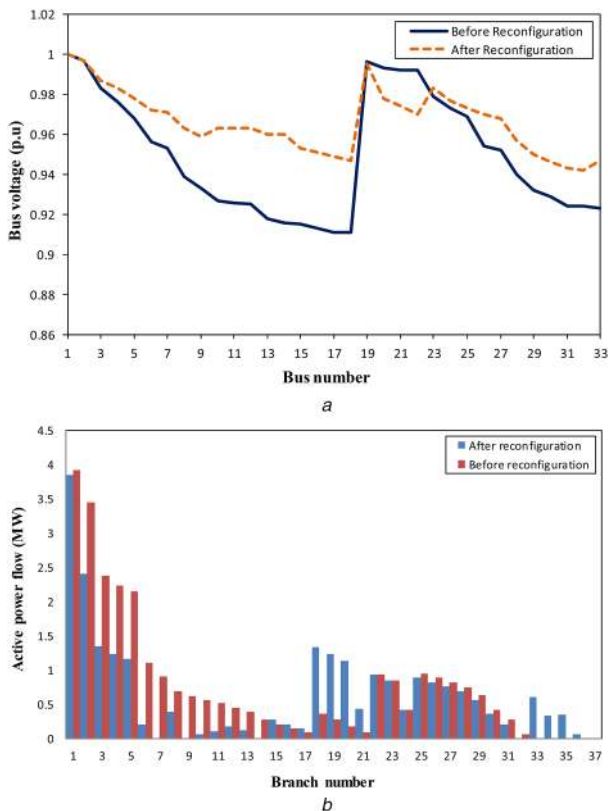 1.02
1
0.98
0.96
0.94
0.92
0.9
0.88
0.86
Bus voltage (p.u)
Before Reconfiguration
After Reconfiguration
1 3 5 7 9 11 13 15 17 19 21 23 25 27 29 31 33
Bus number
a
4.5
4
3.5
3
2.5
2
1.5
1
0.5
0
Active power flow (MW)
After reconfiguration
Before reconfiguration
1 3 5 7 9 11 13 15 17 19 21 23 25 27 29 31 33 35 37
Branch number
b